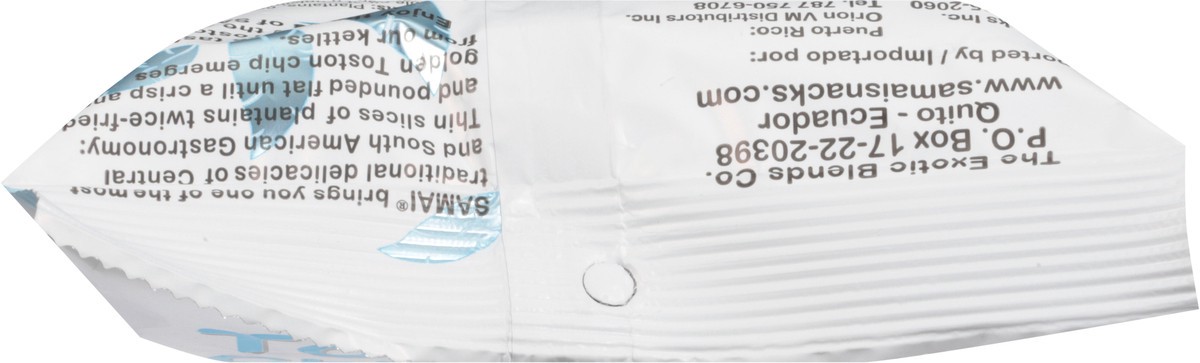 SAMAI® brings you one of the most
traditional delicacies of Central
and South American Gastronomy:
Thin slices of plantains twice-fried
and pounded flat until a crisp
golden Toston chip emerges
from our kettles.
Enjoy
The Exotic Blends Co.
P.O. Box 17-22-20398
Quito - Ecuador
www.samaisnacks.com
Imported by / Importado por:
Puerto Rico:
Orion VM Distributors Inc.
Tel. 787 750-6708
Inc.
2060